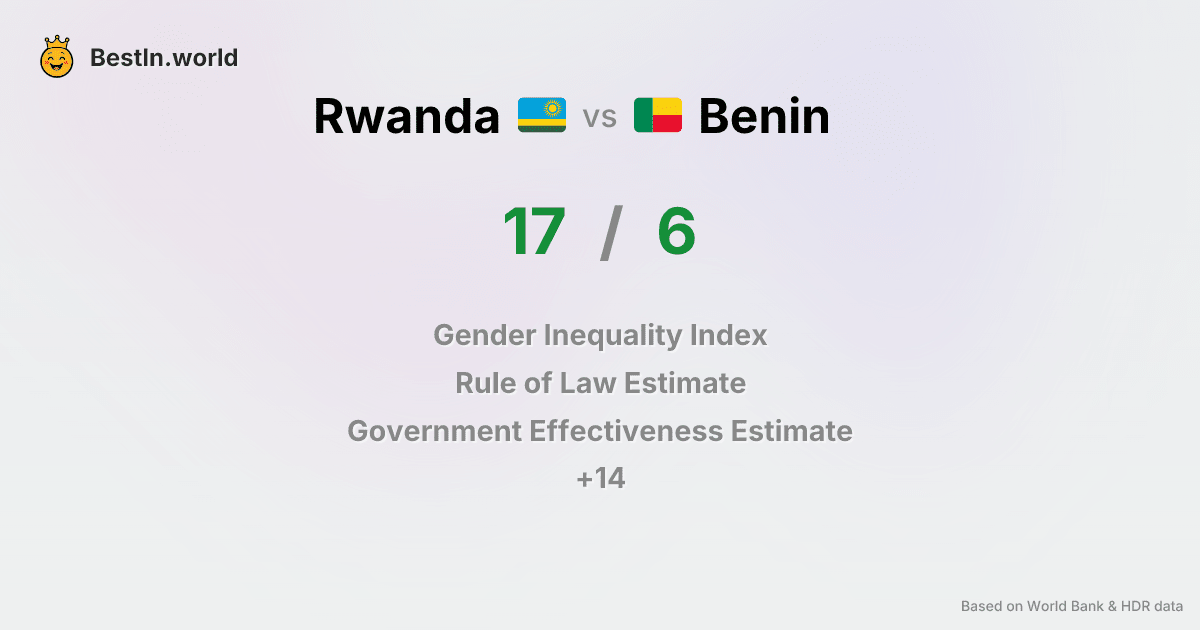 BestIn.world
Rwanda vs Benin
17 / 6
Gender Inequality Index
Rule of Law Estimate
Government Effectiveness Estimate
+14
Based on World Bank & HDR data